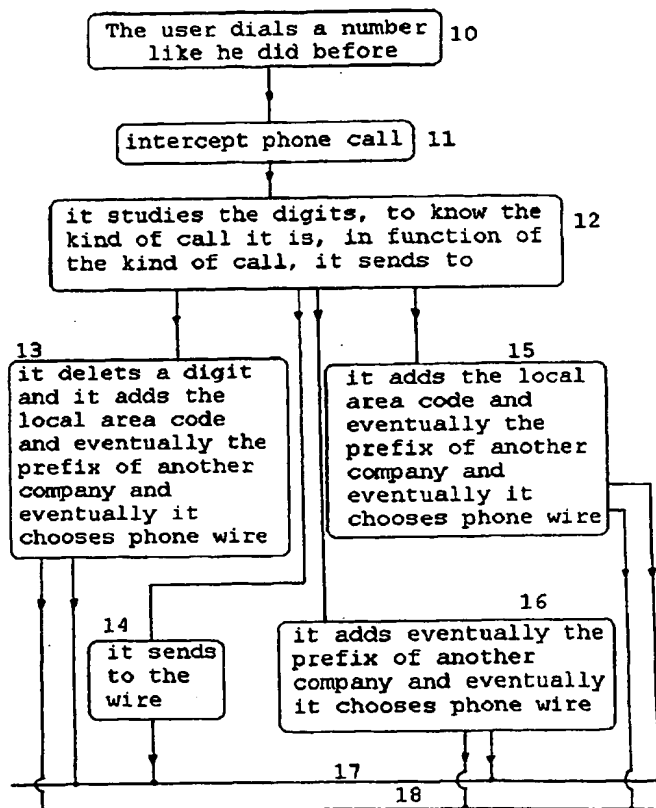 The user dials a number
like he did before
10
intercept phone call
11
it studies the digits, to know the
kind of call it is, in function of
the kind of call, it sends to
12
13
it delets a digit
and it adds the
local area code
and eventually the
prefix of another
company and
eventually it
chooses phone wire
15
it adds the local
area code and
eventually the
prefix of another
company and
eventually it
chooses phone wire
14
it sends
to the
wire
16
it adds eventually the
prefix of another
company and eventually
it chooses phone wire
17
18